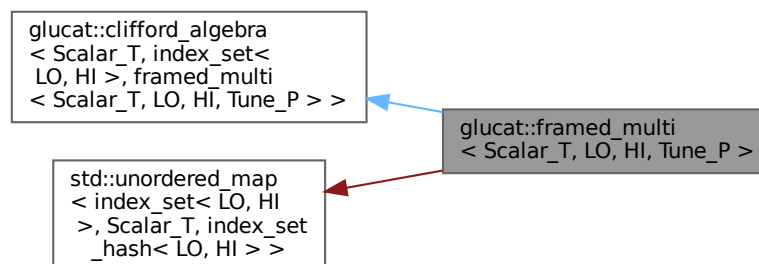 glucat::clifford_algebra
< Scalar_T, index_set<
LO, HI >, framed_multi
< Scalar_T, LO, HI, Tune_P > >
glucat::framed_multi
< Scalar_T, LO, HI, Tune_P >
std::unordered_map
< index_set< LO, HI
>, Scalar_T, index_set
_hash< LO, HI > >